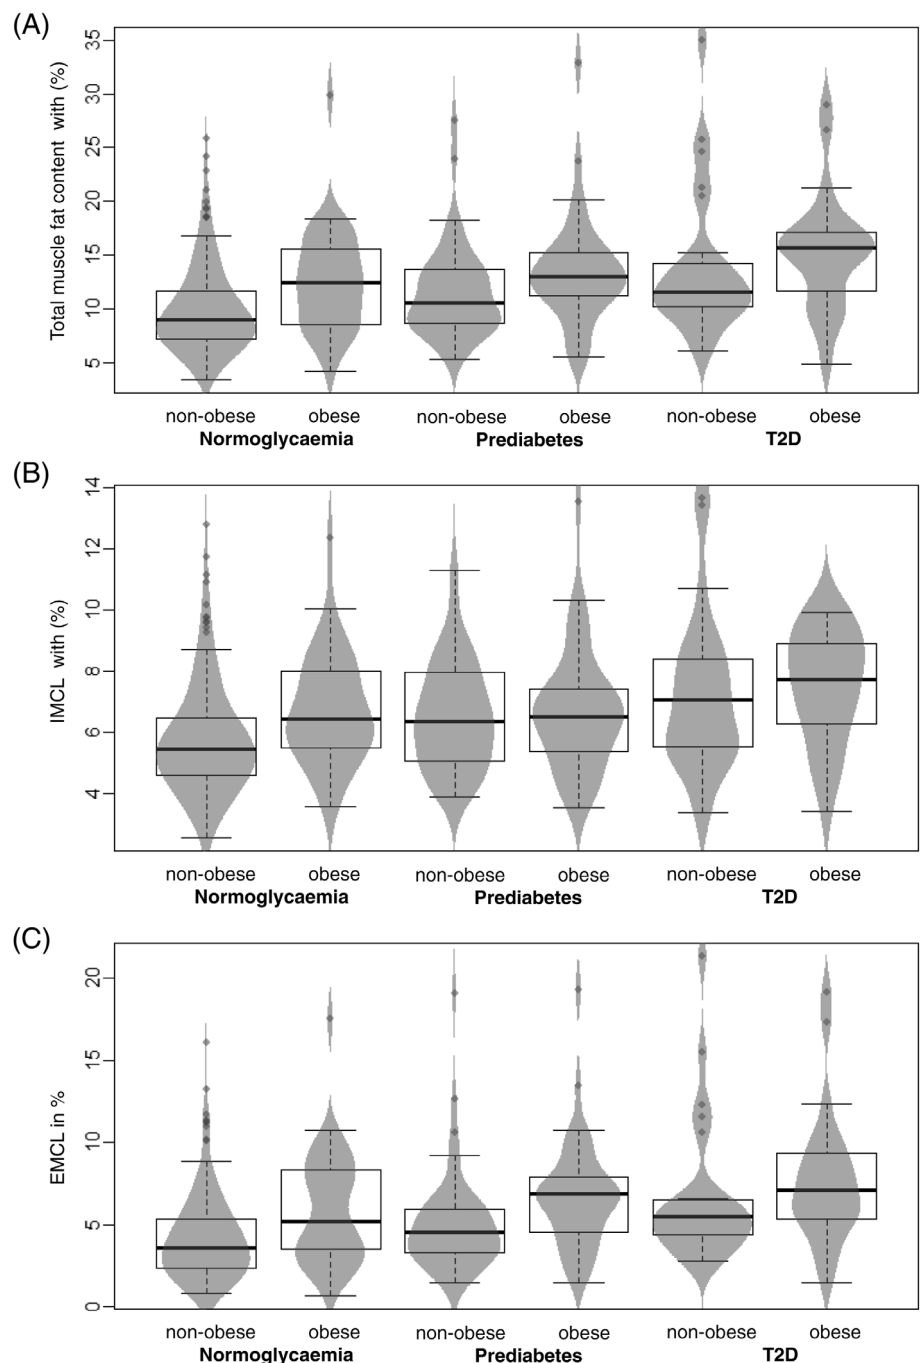 (A)
Total muscle fat content with (%)
35
30
25
20
15
10
5
non-obese obese non-obese obese non-obese obese
Normoglycaemia Prediabetes T2D
(B)
IMCL with (%)
14
12
10
8
6
4
non-obese obese non-obese obese non-obese obese
Normoglycaemia Prediabetes T2D
(C)
EMCL in %
20
15
10
5
0
non-obese obese non-obese obese non-obese obese
Normoglycaemia Prediabetes T2D